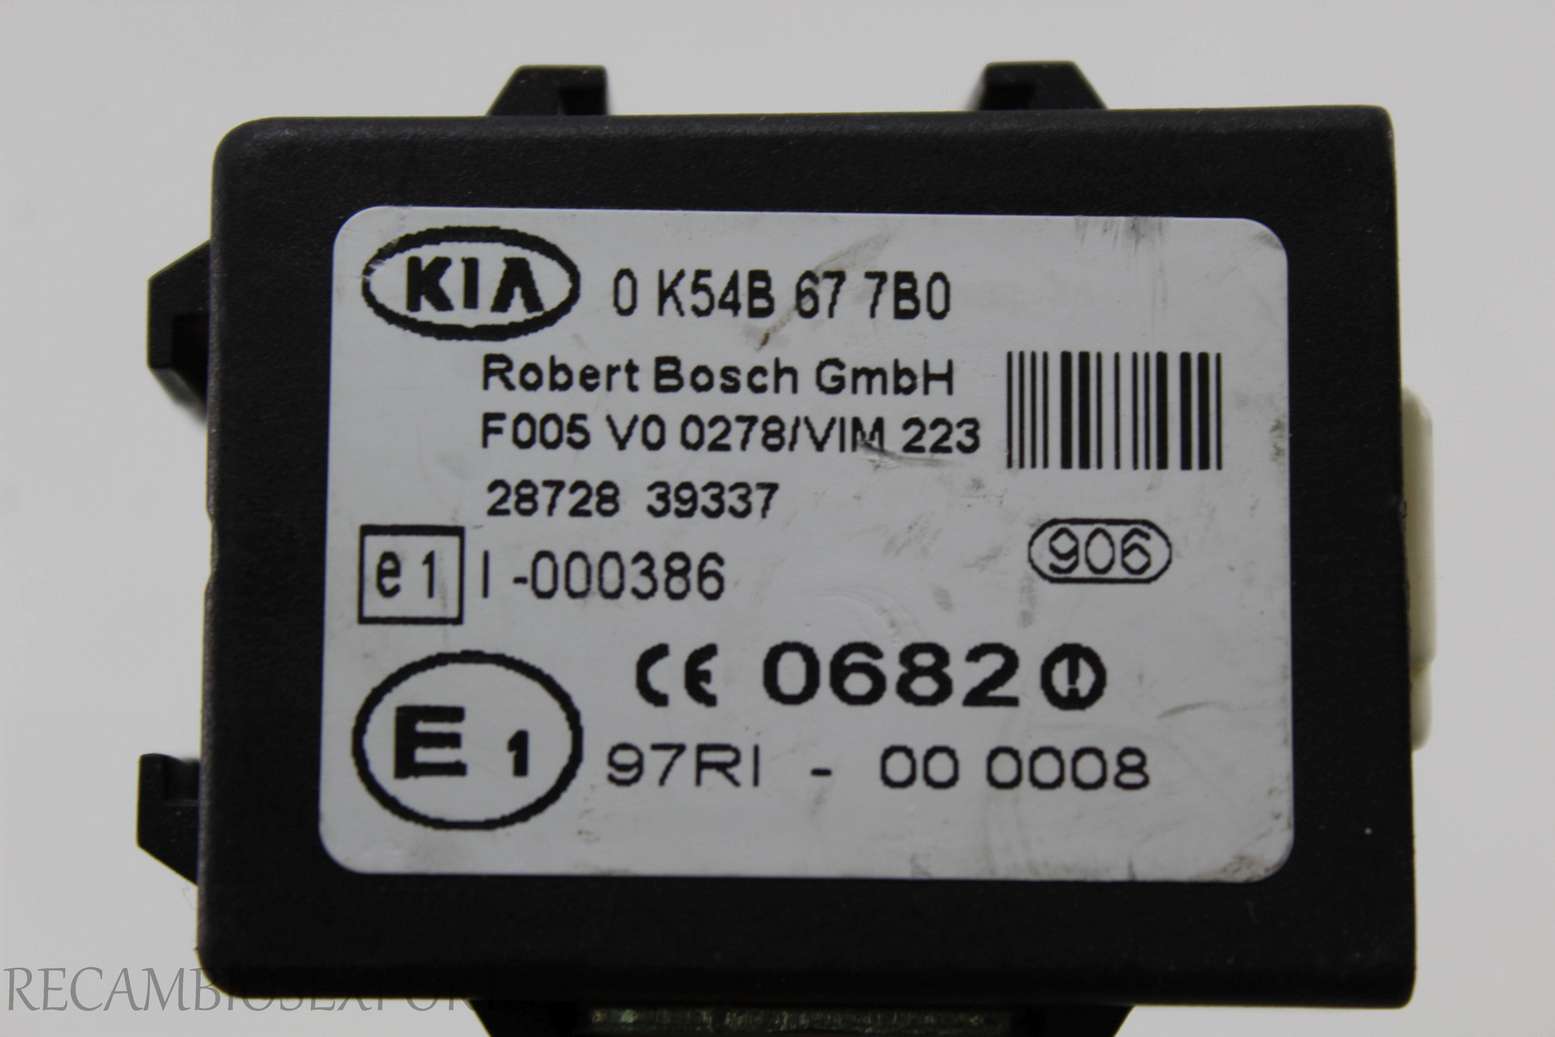 KIA 0 K54B 67 7B0
Robert Bosch GmbH
F005 V0 0278/VIM 223
28728 39337
906
e1 I -000386
CE 0682
E1 97RI - 00 0008